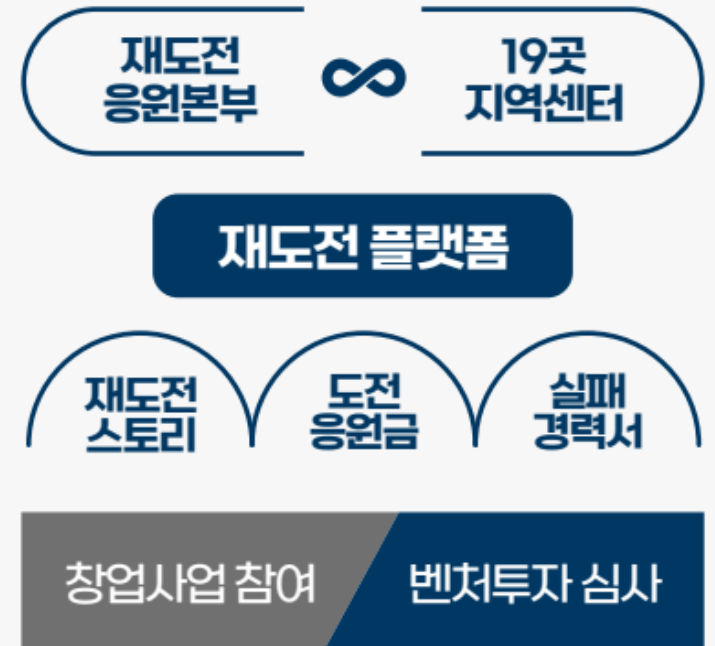 재도전
응원본부
19곳
지역센터
재도전 플랫폼
재도전
스토리
도전
응원금
실패
경력서
창업사업 참여
벤처투자 심사